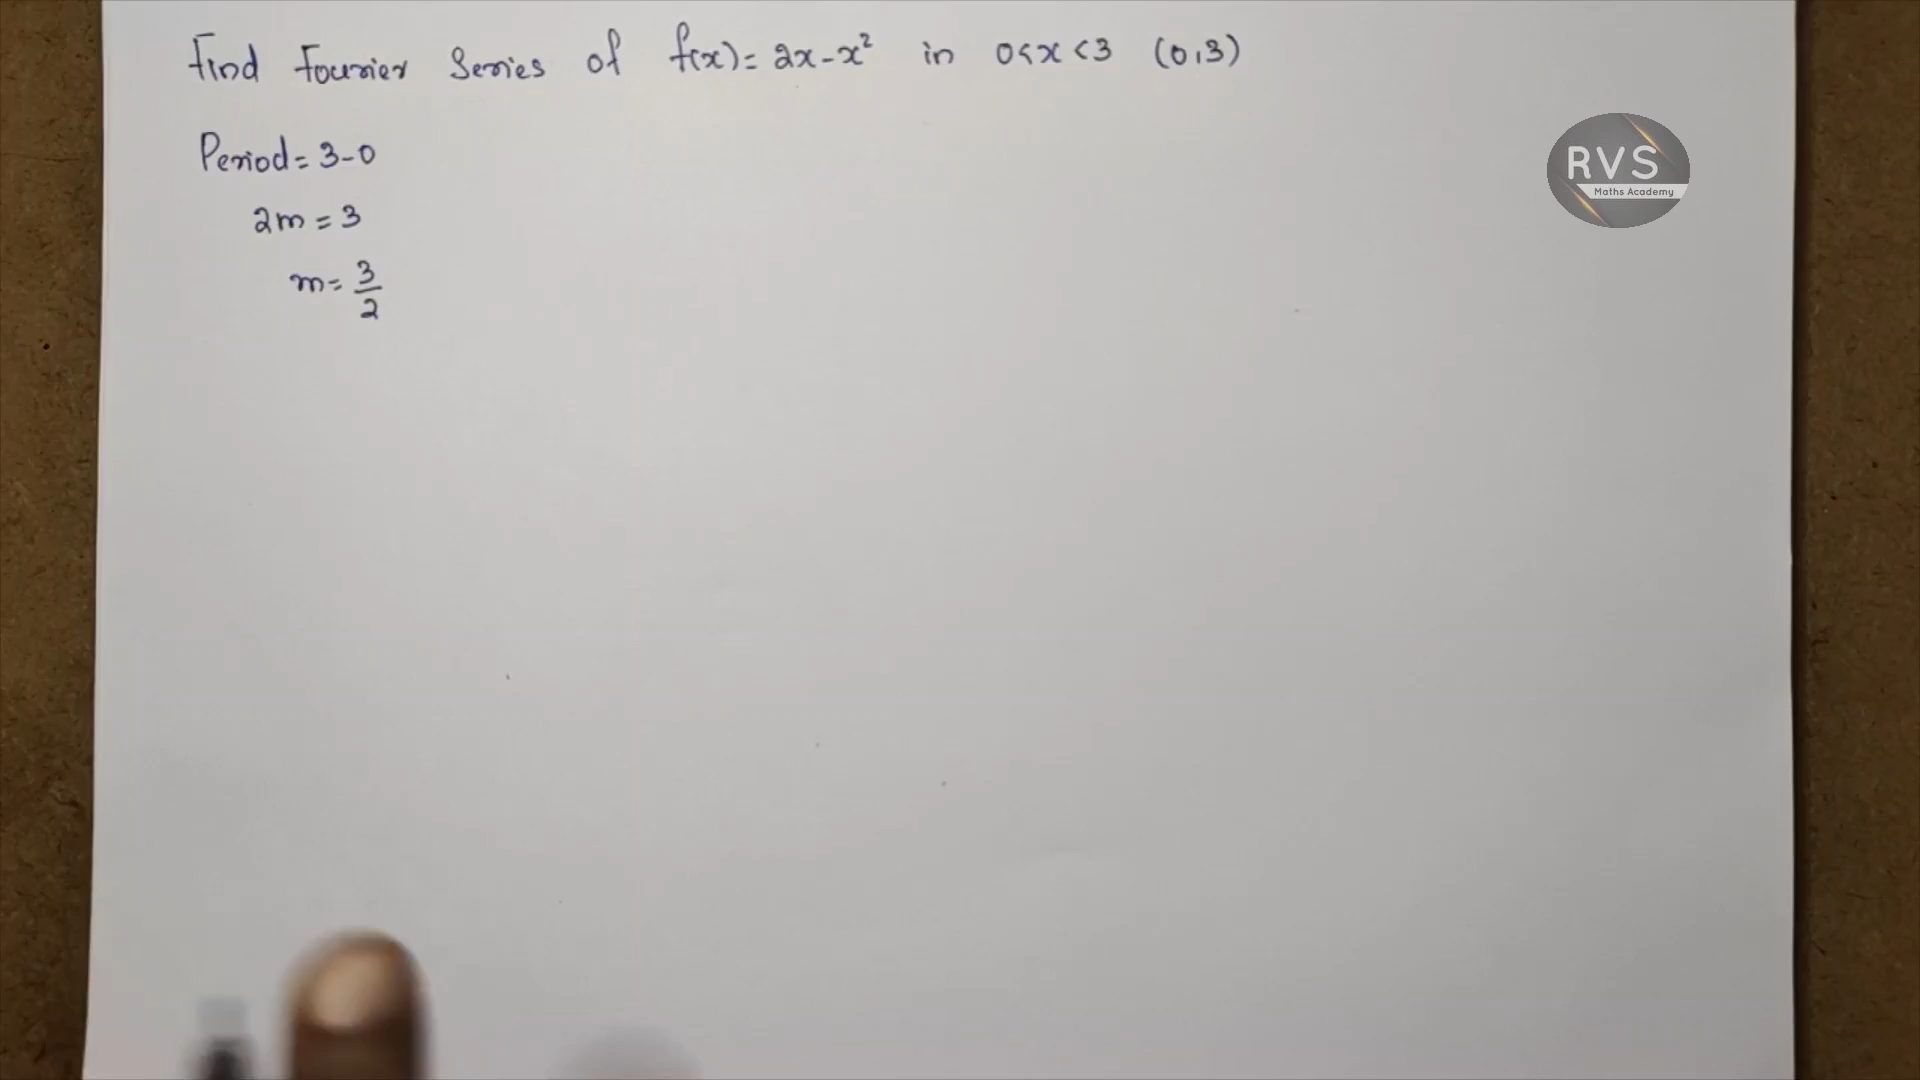 Find Fourier Series of f(x) = 2x - x² in 0<x<3 (0,3)
Period = 3-0
2m = 3
m = 3/2
RVS
Maths Academy